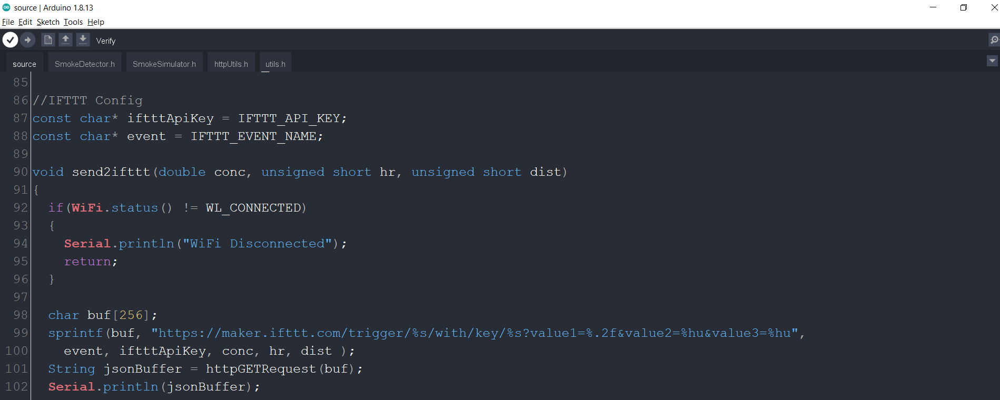 source | Arduino 1.8.13
File Edit Sketch Tools Help
Verify
source SmokeDetector.h SmokeSimulator.h httpUtils.h utils.h
85
86 //IFTTT Config
87 const char* iftttApiKey = IFTTT_API_KEY;
88 const char* event = IFTTT_EVENT_NAME;
89
90 void send2ifttt(double conc, unsigned short hr, unsigned short dist)
91 {
92 if(WiFi.status() != WL_CONNECTED)
93 {
94 Serial.println("WiFi Disconnected");
95 return;
96 }
97
98 char buf[256];
99 sprintf(buf, "https://maker.ifttt.com/trigger/%s/with/key/%s?value1=%.2f&value2=%hu&value3=%hu",
100 event, iftttApiKey, conc, hr, dist );
101 String jsonBuffer = httpGETRequest(buf);
102 Serial.println(jsonBuffer);